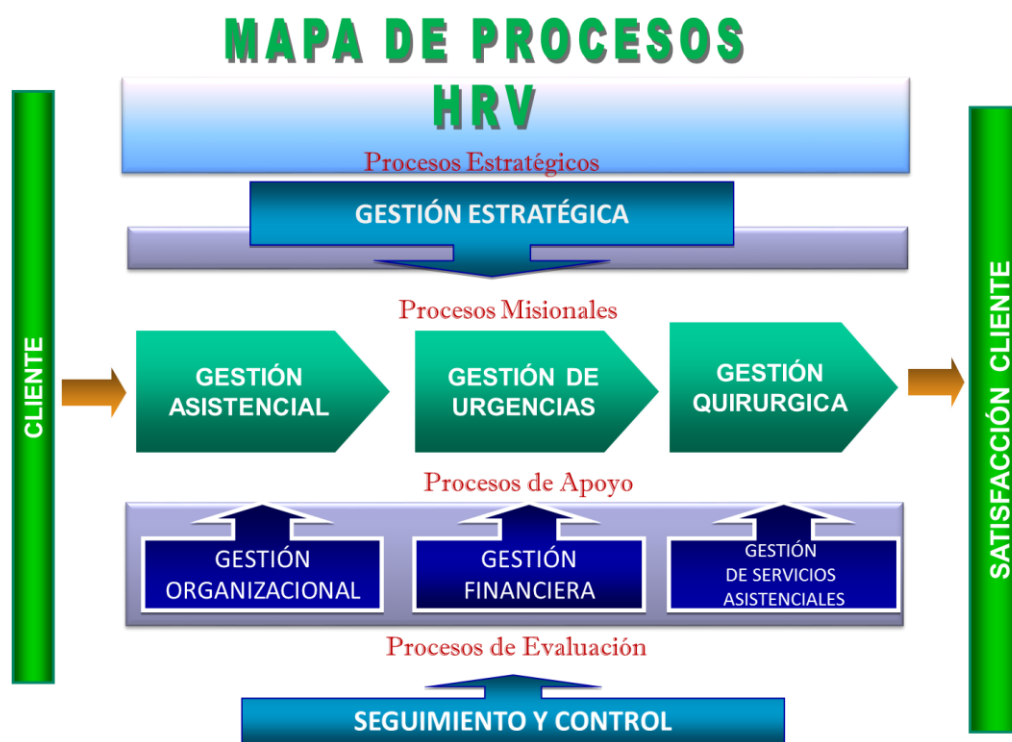 MAPA DE PROCESOS
HRV
Procesos Estratégicos
GESTIÓN ESTRATÉGICA
Procesos Misionales
CLIENTE
GESTIÓN
ASISTENCIAL
GESTIÓN DE
URGENCIAS
GESTIÓN
QUIRURGICA
SATISFACCIÓN CLIENTE
Procesos de Apoyo
GESTIÓN
ORGANIZACIONAL
GESTIÓN
FINANCIERA
GESTIÓN
DE SERVICIOS
ASISTENCIALES
Procesos de Evaluación
SEGUIMIENTO Y CONTROL